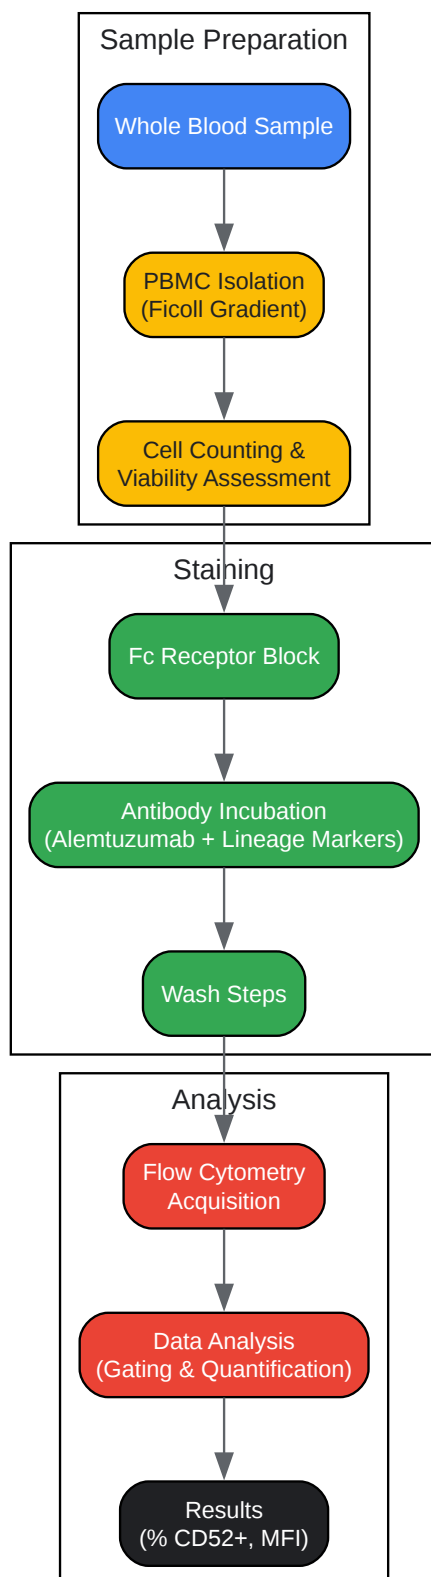 Sample Preparation
Whole Blood Sample
PBMC Isolation
(Ficoll Gradient)
Cell Counting &
Viability Assessment
Staining
Fc Receptor Block
Antibody Incubation
(Alemtuzumab + Lineage Markers)
Wash Steps
Analysis
Flow Cytometry
Acquisition
Data Analysis
(Gating & Quantification)
Results
(% CD52+, MFI)